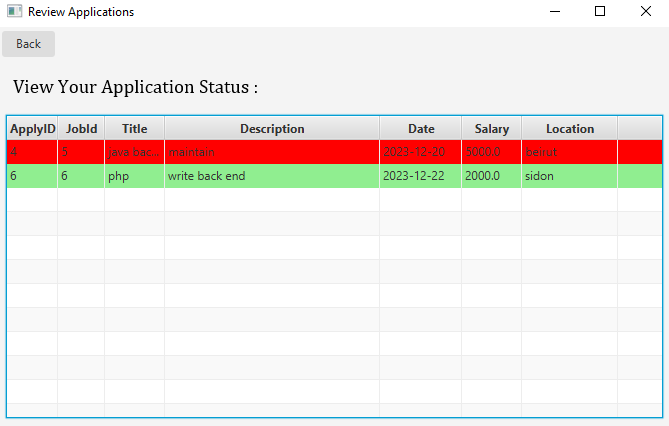 Review Applications
Back
View Your Application Status :
ApplyID JobId Title Description Date Salary Location
4 5 java bac... maintain 2023-12-20 5000.0 beirut
6 6 php write back end 2023-12-22 2000.0 sidon